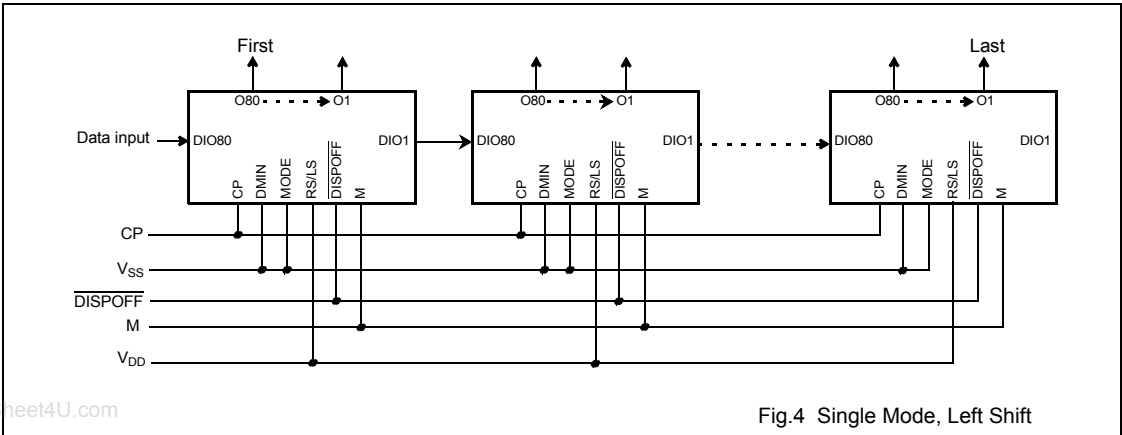 First Last
O80 O1 O80 O1 O80 O1
Data input DIO80 DIO1 DIO80 DIO1 DIO80 DIO1
CP DMIN MODE RS/LS DISPOFF M CP DMIN MODE RS/LS DISPOFF M CP DMIN MODE RS/LS DISPOFF M
CP
VSS
DISPOFF
M
VDD
heet4U.com
Fig.4 Single Mode, Left Shift